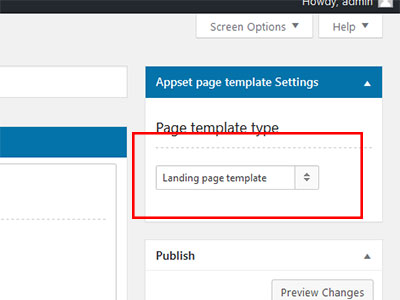 Howdy, admin
Screen Options
Help
Appset page template Settings
Page template type
Landing page template
Publish
Preview Changes